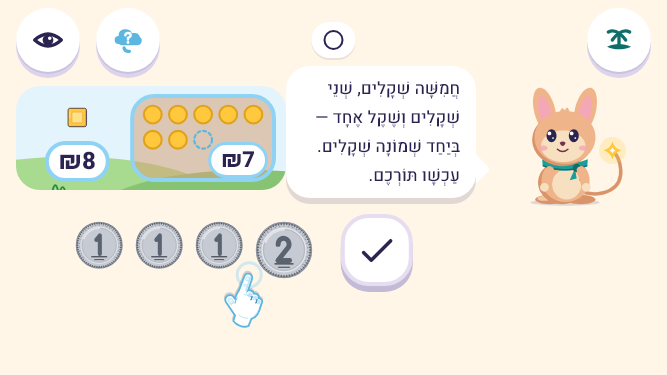 ?
חֲמִשָּׁה שְׁקָלִים, שְׁנֵי
שְׁקָלִים וְשֶׁקֶל אֶחָד –
בְּיַחַד שְׁמוֹנָה שְׁקָלִים.
עַכְשָׁו תּוֹרְכֶם.
₪8
₪7
1 1 1 2